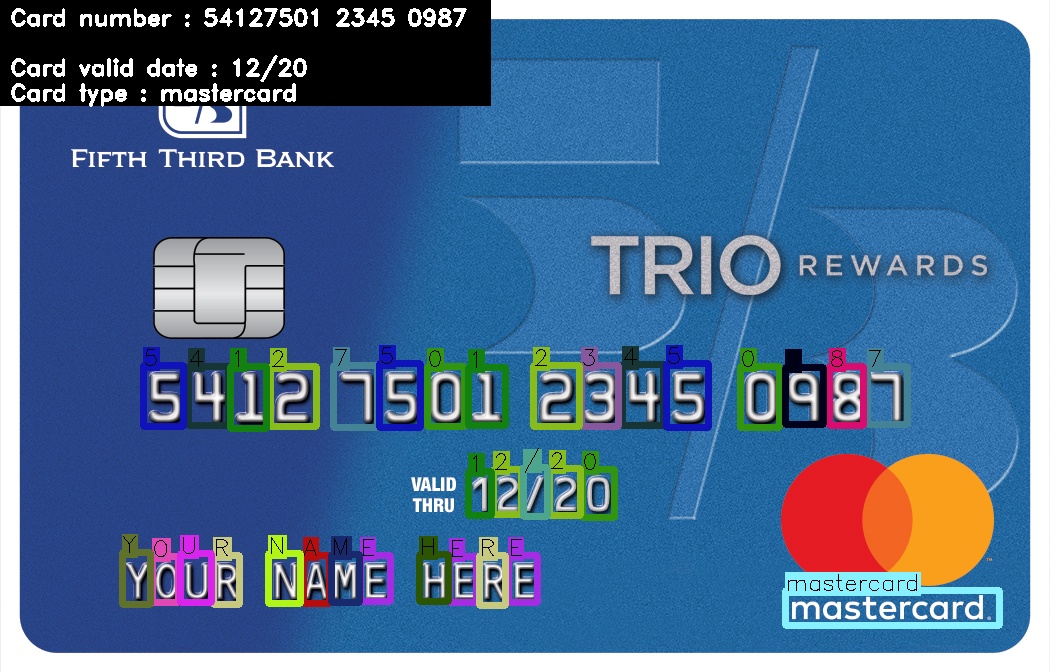 Card number : 54127501 2345 0987
Card valid date : 12/20
Card type : mastercard
FIFTH THIRD BANK
TRIO REWARDS
5 4 1 2 7 5 0 1 2 3 4 5 0 8 7
5412 7501 2345 0987
1 2 / 2 0
VALID THRU 12/20
Y O U R N A M E H E R E
YOUR NAME HERE
mastercard
mastercard.